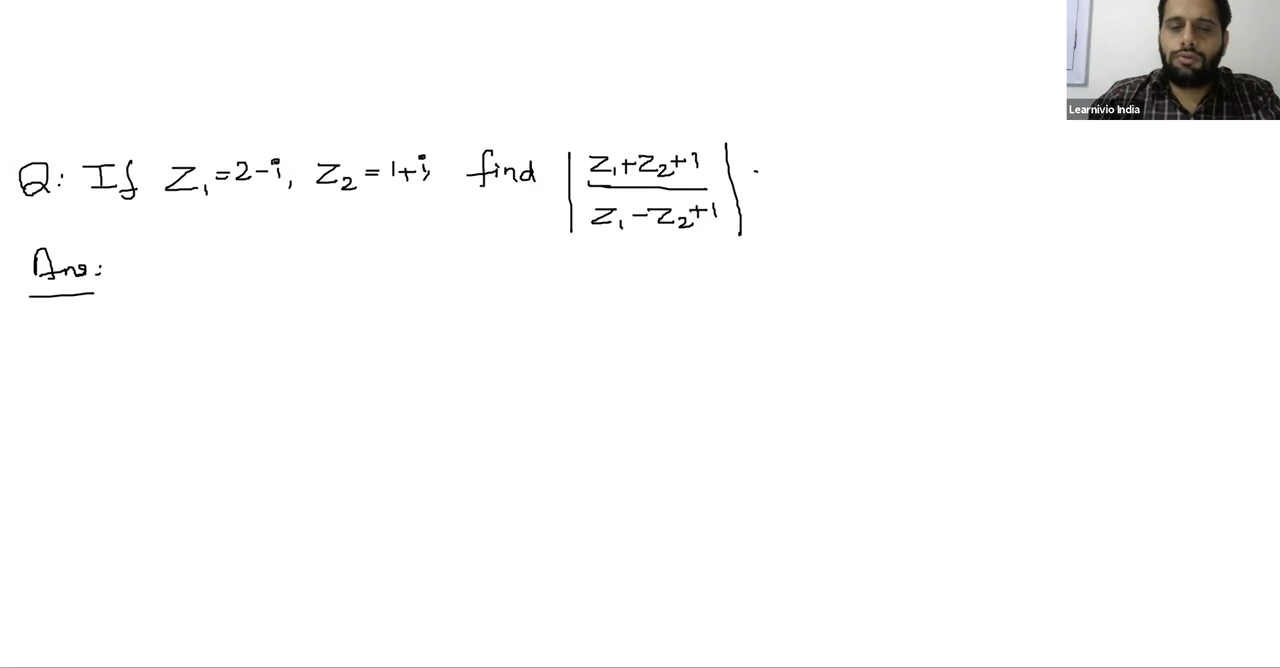 Learnivio India
Q: If Z₁=2-i, Z₂=1+i, find |(Z₁+Z₂+1)/(Z₁-Z₂+1)|.
Ans: